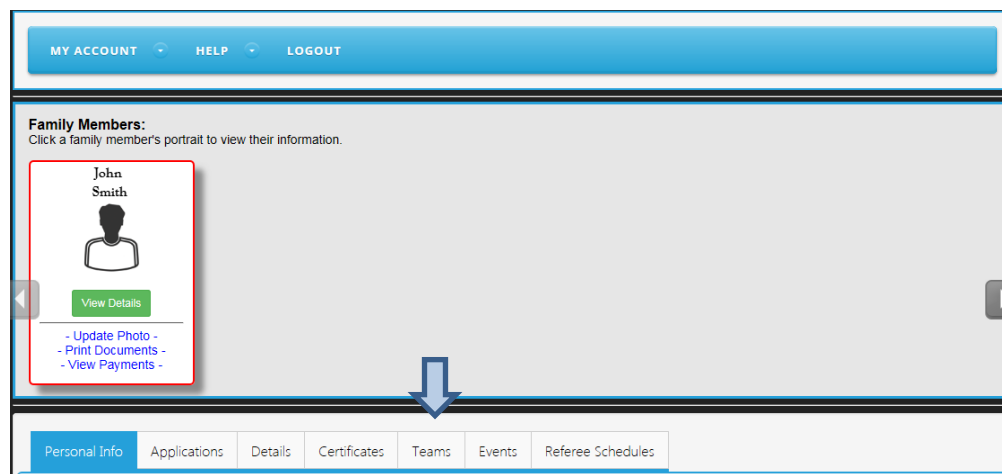 MY ACCOUNT HELP LOGOUT
Family Members:
Click a family member's portrait to view their information.
John
Smith
View Details
- Update Photo -
- Print Documents -
- View Payments -
Personal Info Applications Details Certificates Teams Events Referee Schedules